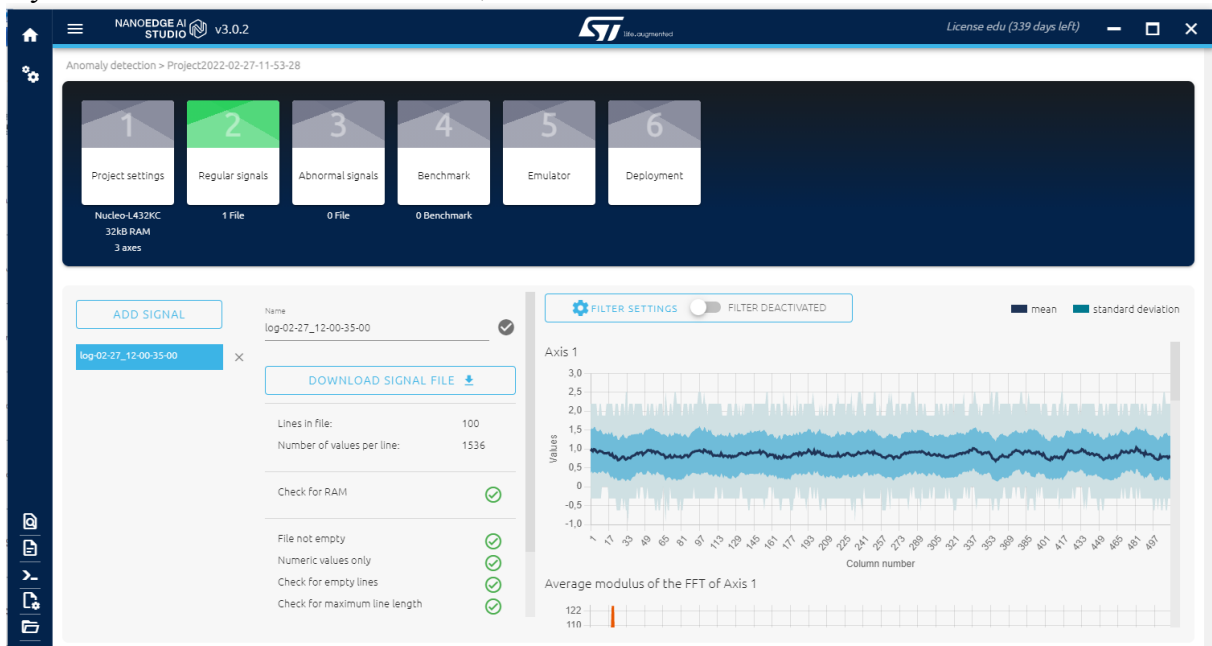 NANOEDGE AI STUDIO v3.0.2
life.augmented
License edu (339 days left)
Anomaly detection > Project2022-02-27-11-53-28
1 2 3 4 5 6
Project settings Regular signals Abnormal signals Benchmark Emulator Deployment
Nucleo-L432KC 1 File 0 File 0 Benchmark
32kB RAM
3 axes
ADD SIGNAL
log-02-27_12-00-35-00
Name
log-02-27_12-00-35-00
DOWNLOAD SIGNAL FILE
Lines in file: 100
Number of values per line: 1536
Check for RAM
File not empty
Numeric values only
Check for empty lines
Check for maximum line length
FILTER SETTINGS FILTER DEACTIVATED
mean standard deviation
Axis 1
3,0
2,5
2,0
1,5
1,0
0,5
0
-0,5
-1,0
Values
1 17 33 49 65 81 97 113 129 145 161 177 193 209 225 241 257 273 289 305 321 337 353 369 385 401 417 433 449 465 481 497
Column number
Average modulus of the FFT of Axis 1
122
110